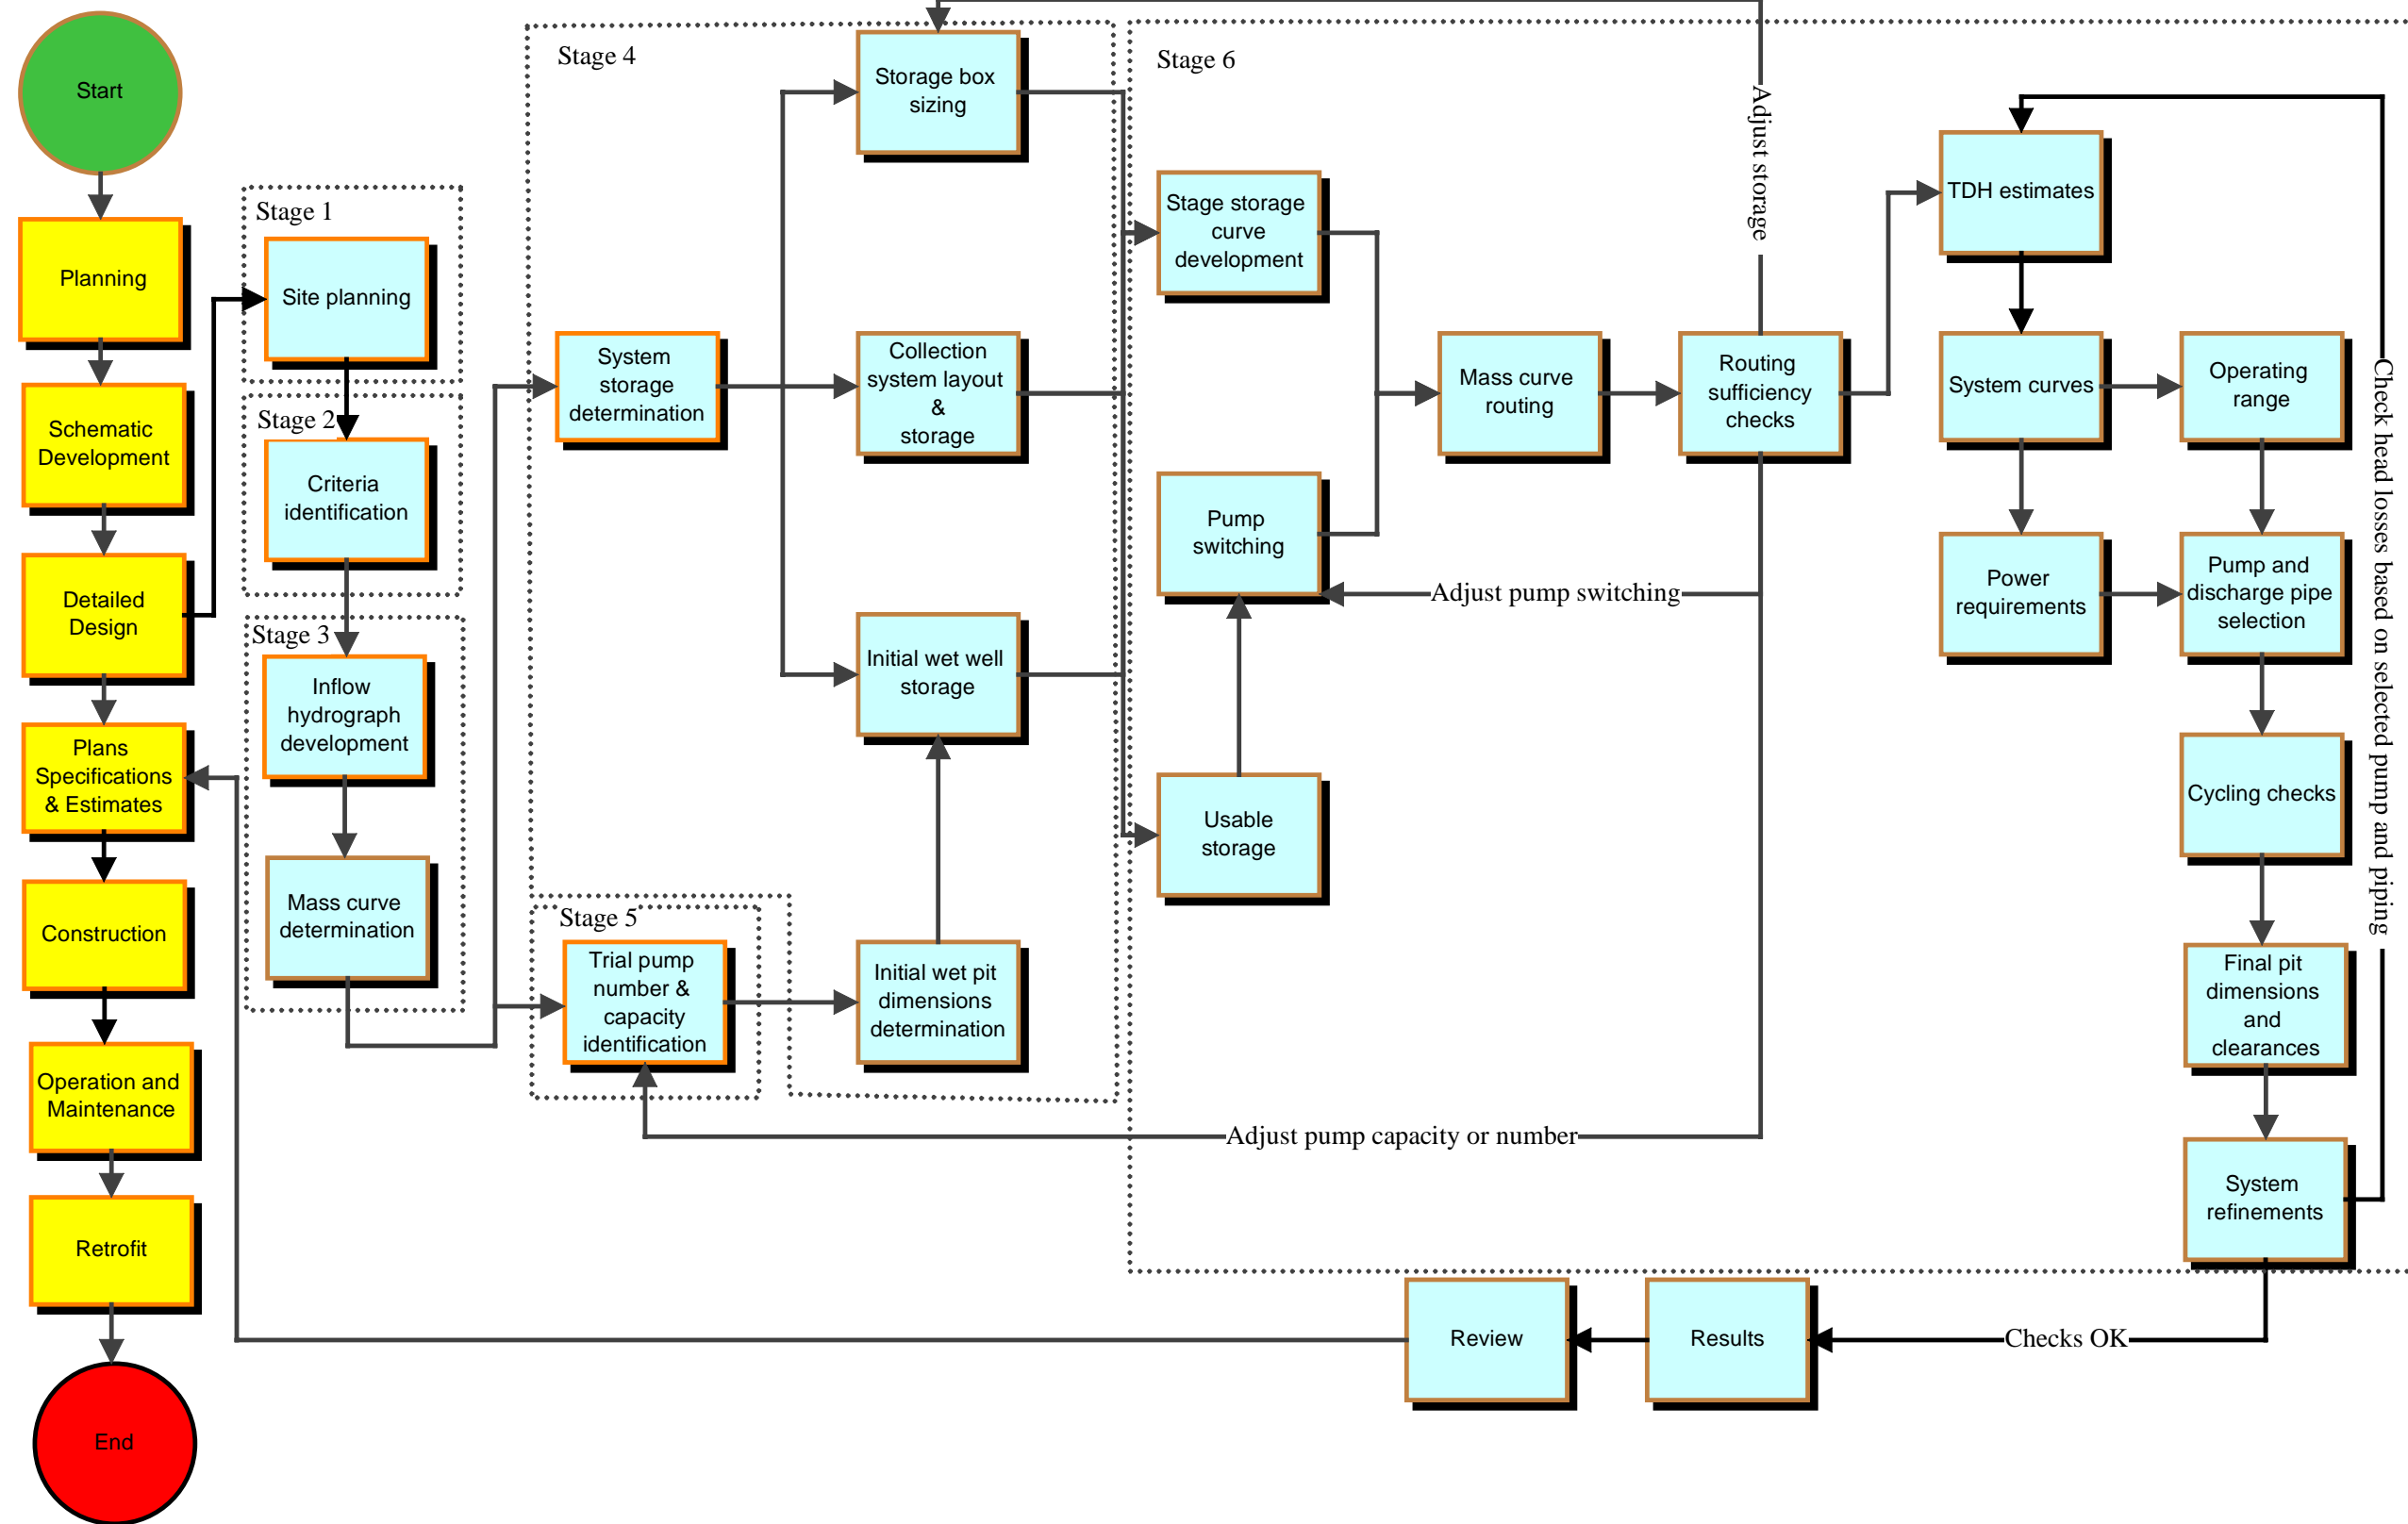 Start
Planning
Schematic
Development
Detailed
Design
Plans
Specifications
& Estimates
Construction
Operation and
Maintenance
Retrofit
End
Stage 1
Site planning
Stage 2
Criteria
identification
Stage 3
Inflow
hydrograph
development
Mass curve
determination
Stage 4
System
storage
determination
Storage box
sizing
Collection
system layout
&
storage
Initial wet well
storage
Stage 5
Trial pump
number &
capacity
identification
Initial wet pit
dimensions
determination
Stage 6
Stage storage
curve
development
Pump
switching
Usable
storage
Mass curve
routing
Routing
sufficiency
checks
Adjust storage
Adjust pump switching
Adjust pump capacity or number
TDH estimates
System curves
Operating
range
Power
requirements
Pump and
discharge pipe
selection
Cycling checks
Final pit
dimensions
and
clearances
System
refinements
Check head losses based on selected pump and piping
Checks OK
Results
Review